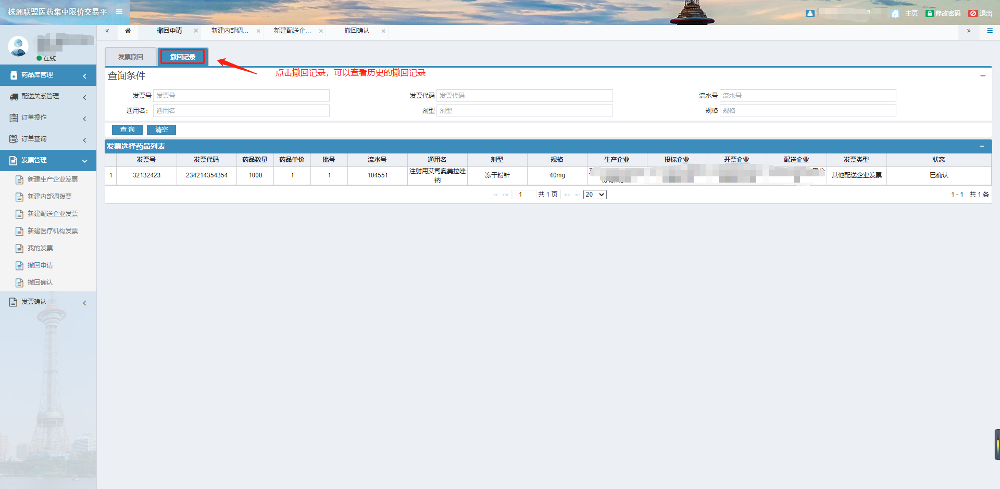 株洲联盟医药集中限价交易平
主页
修改密码
退出
撤回申请
新建内部调...
新建配送企...
撤回确认
在线
药品库管理
配送关系管理
订单操作
订单查询
发票管理
新建生产企业发票
新建内部调拨票
新建配送企业发票
新建医疗机构发票
我的发票
撤回申请
撤回确认
发票确认
发票撤回
撤回记录
点击撤回记录，可以查看历史的撤回记录
查询条件
发票号 发票号
发票代码 发票代码
流水号 流水号
通用名： 通用名
剂型 剂型
规格 规格
查 询
清空
发票选择药品列表
发票号 发票代码 药品数量 药品单价 批号 流水号 通用名 剂型 规格 生产企业 投标企业 开票企业 配送企业 发票类型 状态
1 32132423 234214354354 1000 1 1 104551 注射用艾司奥美拉唑钠 冻干粉针 40mg 其他配送企业发票 已确认
1 共 1 页 20
1 - 1 共 1 条